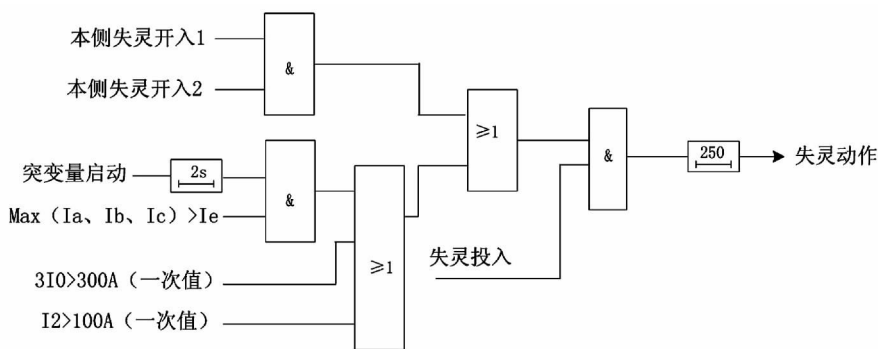 本侧失灵开入1
&
本侧失灵开入2
≥1
突变量启动
2s
&
&
250
失灵动作
Max（Ia、Ib、Ic）>Ie
≥1
失灵投入
3I0>300A（一次值）
I2>100A（一次值）